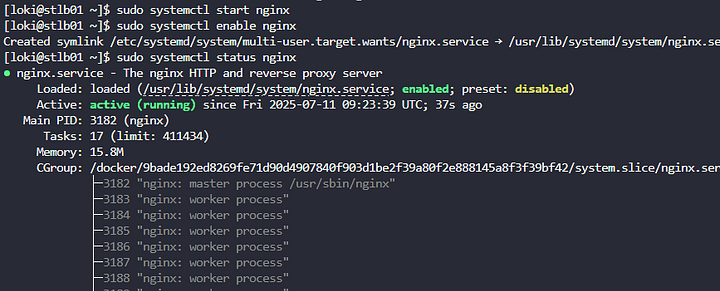 [loki@stlb01 ~]$ sudo systemctl start nginx
[loki@stlb01 ~]$ sudo systemctl enable nginx
Created symlink /etc/systemd/system/multi-user.target.wants/nginx.service → /usr/lib/systemd/system/nginx.se
[loki@stlb01 ~]$ sudo systemctl status nginx
● nginx.service - The nginx HTTP and reverse proxy server
Loaded: loaded (/usr/lib/systemd/system/nginx.service; enabled; preset: disabled)
Active: active (running) since Fri 2025-07-11 09:23:39 UTC; 37s ago
Main PID: 3182 (nginx)
Tasks: 17 (limit: 411434)
Memory: 15.8M
CGroup: /docker/9bade192ed8269fe71d90d4907840f903d1be2f39a80f2e888145a8f3f39bf42/system.slice/nginx.ser
├─3182 "nginx: master process /usr/sbin/nginx"
├─3183 "nginx: worker process"
├─3184 "nginx: worker process"
├─3185 "nginx: worker process"
├─3186 "nginx: worker process"
├─3187 "nginx: worker process"
├─3188 "nginx: worker process"